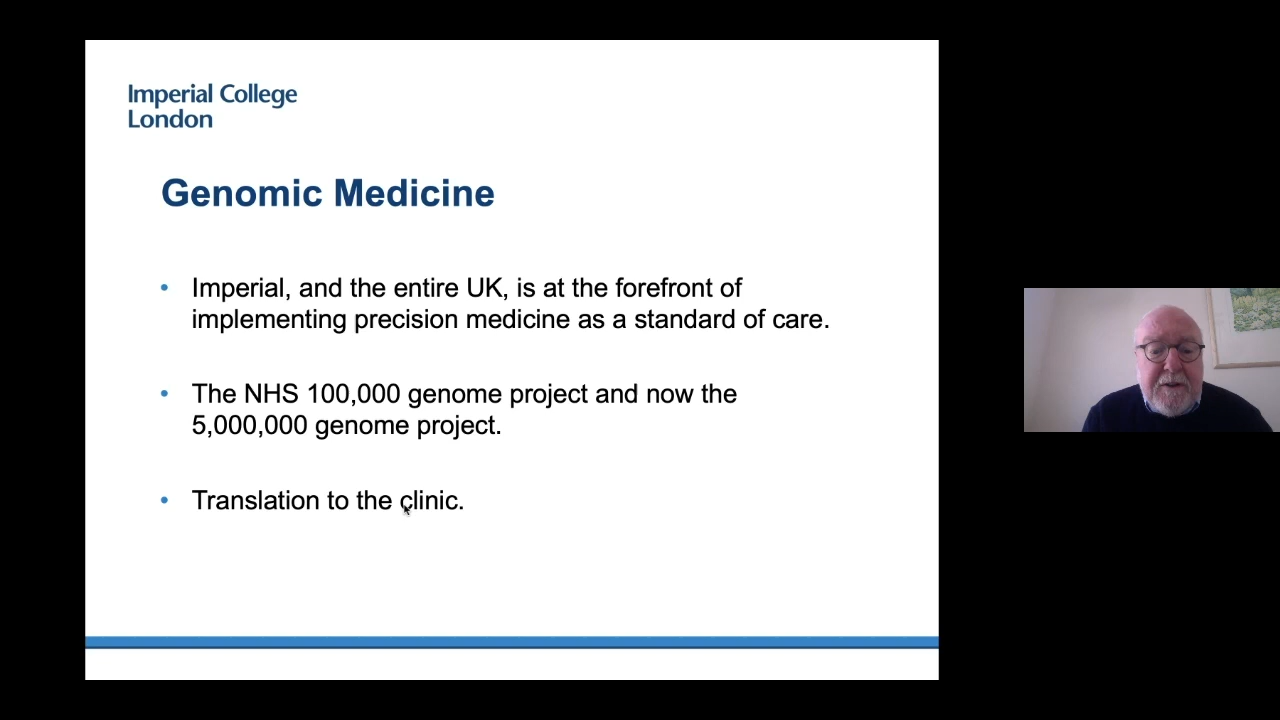 Imperial College
London
Genomic Medicine
• Imperial, and the entire UK, is at the forefront of
implementing precision medicine as a standard of care.
• The NHS 100,000 genome project and now the
5,000,000 genome project.
• Translation to the clinic.